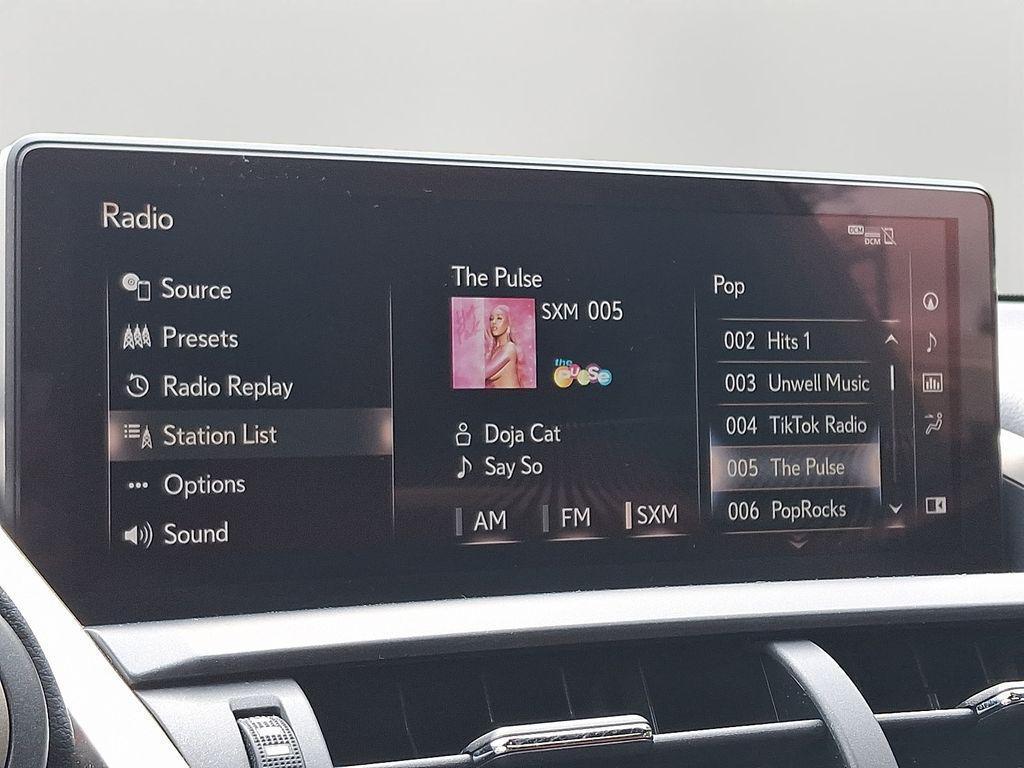 Radio
DCM
DCM
Source
Presets
Radio Replay
Station List
Options
Sound
The Pulse
SXM 005
the
PULSE
Doja Cat
Say So
AM
FM
SXM
Pop
002 Hits 1
003 Unwell Music
004 TikTok Radio
005 The Pulse
006 PopRocks